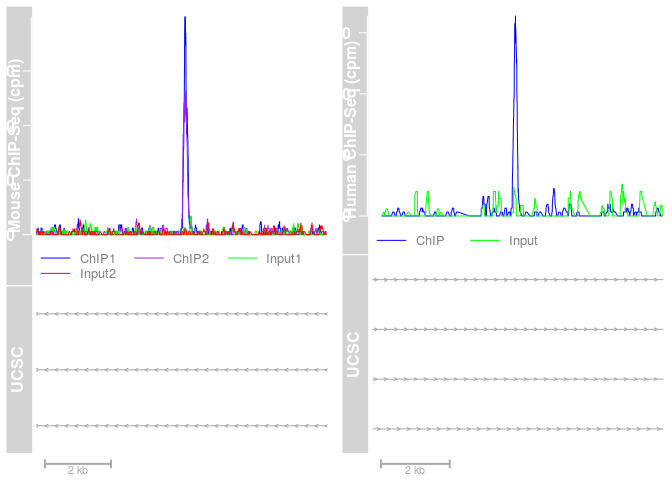 Mouse ChIP-Seq (cpm)
ChIP1 ChIP2 Input1
Input2
UCSC
2 kb
Human ChIP-Seq (cpm)
ChIP Input
UCSC
2 kb